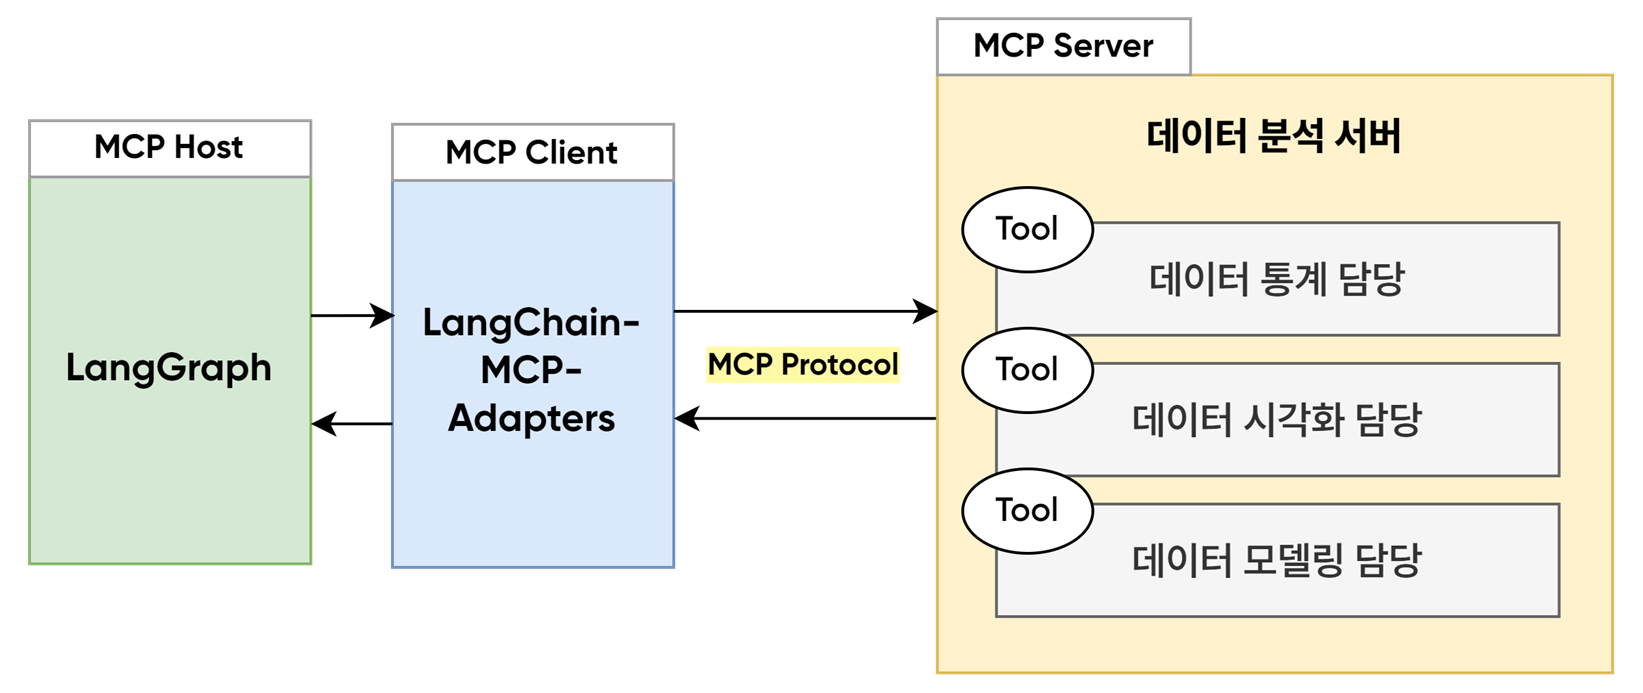 MCP Host
LangGraph
MCP Client
LangChain-
MCP-
Adapters
MCP Protocol
MCP Server
데이터 분석 서버
Tool
데이터 통계 담당
Tool
데이터 시각화 담당
Tool
데이터 모델링 담당